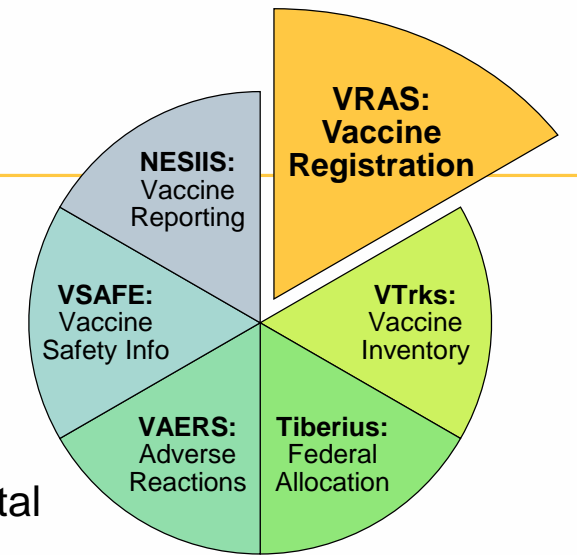 VRAS:
Vaccine
Registration
NESIIS:
Vaccine
Reporting
VSAFE:
Vaccine
Safety Info
VTrks:
Vaccine
Inventory
VAERS:
Adverse
Reactions
Tiberius:
Federal
Allocation
tal